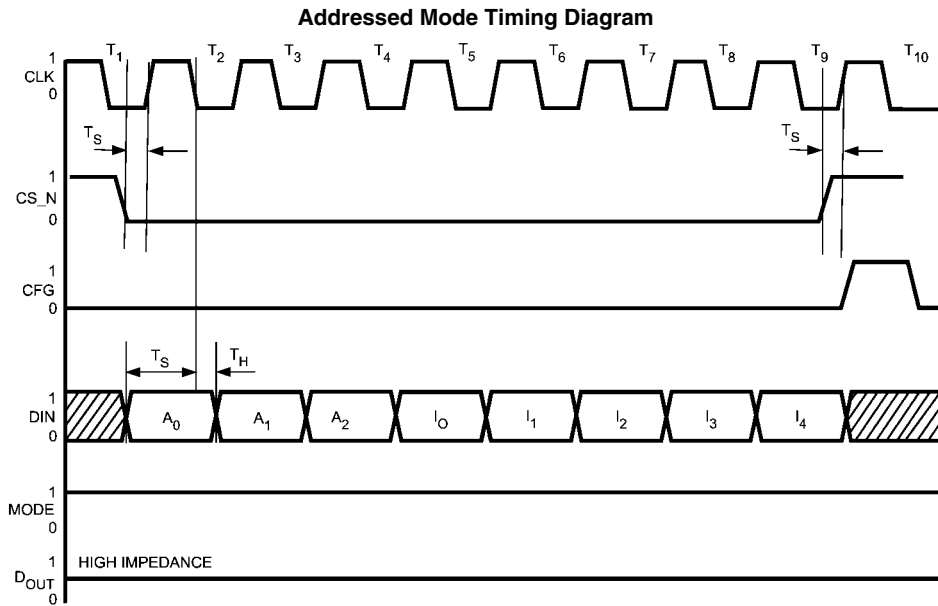 Addressed Mode Timing Diagram
T1 T2 T3 T4 T5 T6 T7 T8 T9 T10
1
CLK
0
TS TS
1
CS_N
0
1
CFG
0
TS TH
1
DIN A0 A1 A2 IO I1 I2 I3 I4
0
1
MODE
0
HIGH IMPEDANCE
1
DOUT
0